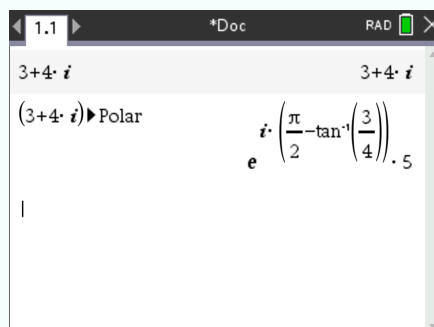 1.1 *Doc RAD
3+4· i 3+4· i
(3+4· i)▶Polar e^(i·(π/2−tan⁻¹(3/4)))·5